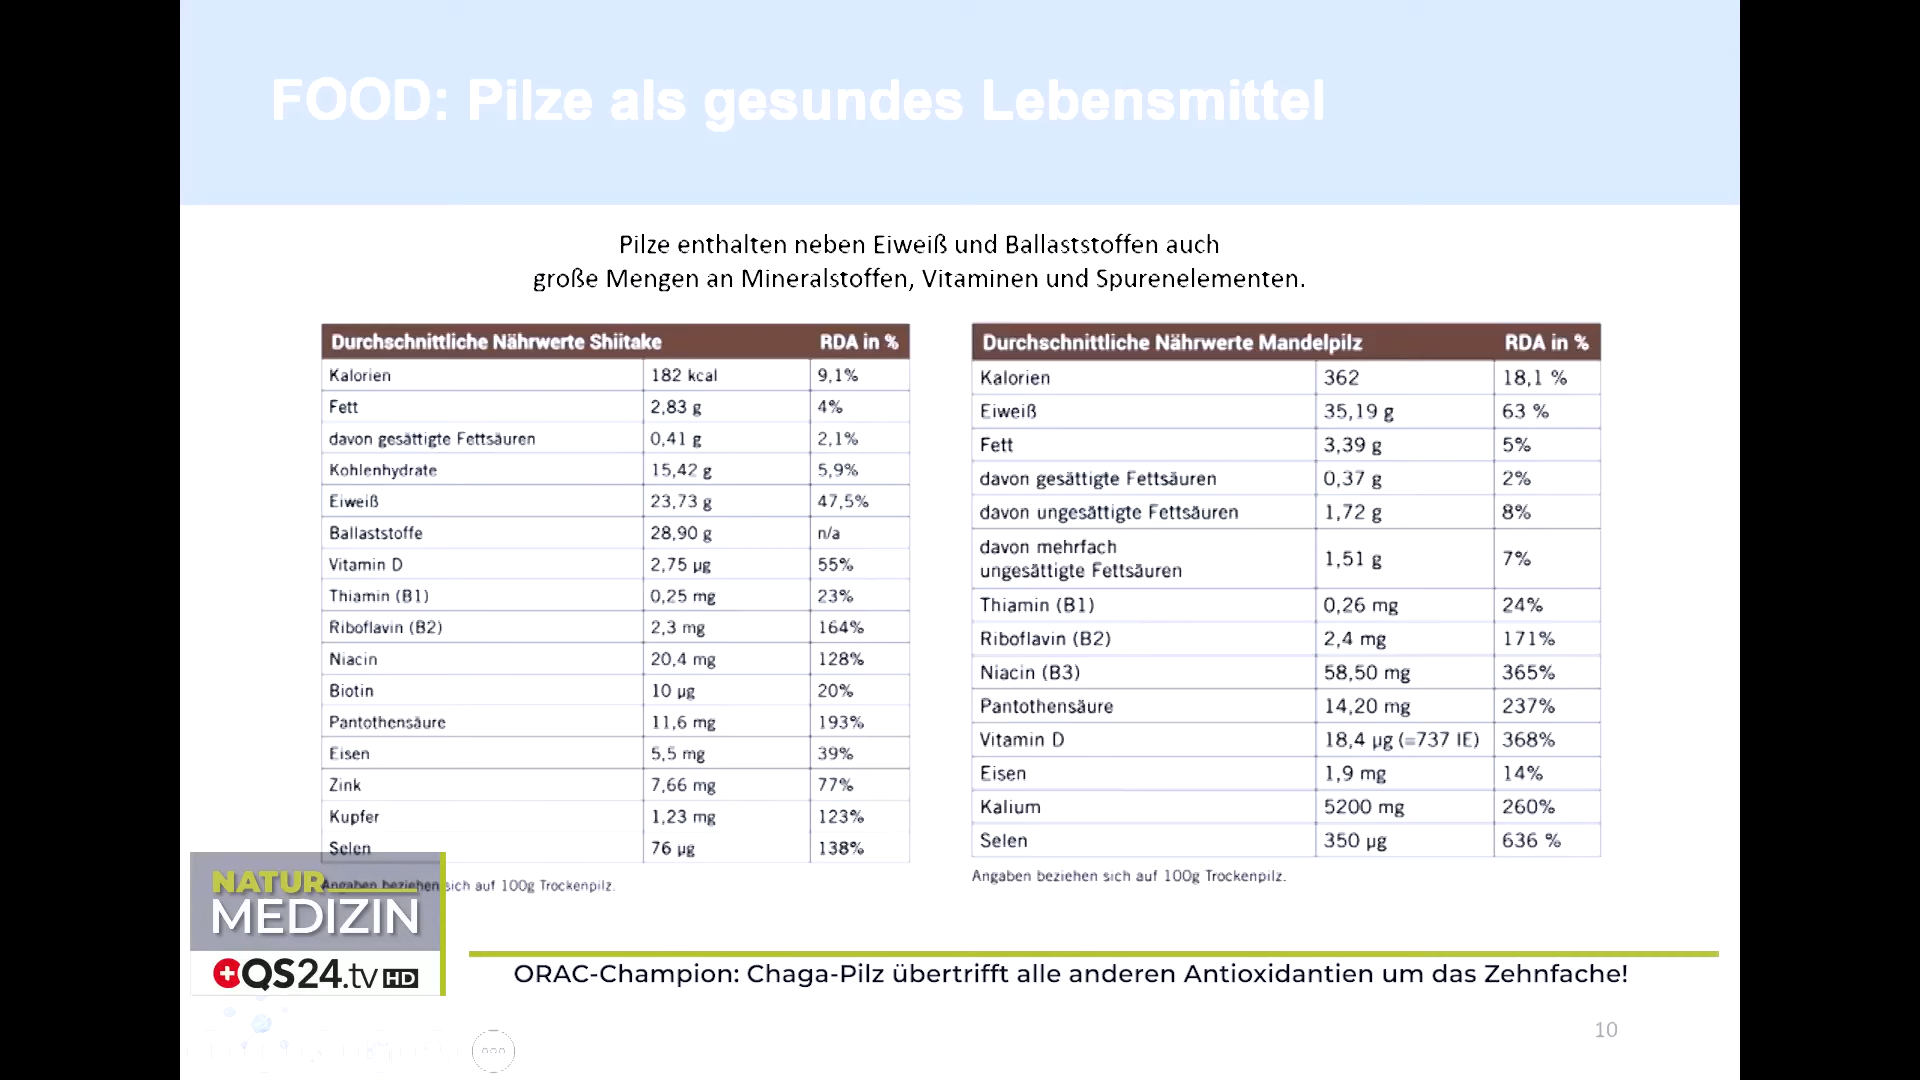 FOOD: Pilze als gesundes Lebensmittel
Pilze enthalten neben Eiweiß und Ballaststoffen auch
große Mengen an Mineralstoffen, Vitaminen und Spurenelementen.
Durchschnittliche Nährwerte Shiitake RDA in %
Kalorien 182 kcal 9,1%
Fett 2,83 g 4%
davon gesättigte Fettsäuren 0,41 g 2,1%
Kohlenhydrate 15,42 g 5,9%
Eiweiß 23,73 g 47,5%
Ballaststoffe 28,90 g n/a
Vitamin D 2,75 µg 55%
Thiamin (B1) 0,25 mg 23%
Riboflavin (B2) 2,3 mg 164%
Niacin 20,4 mg 128%
Biotin 10 µg 20%
Pantothensäure 11,6 mg 193%
Eisen 5,5 mg 39%
Zink 7,66 mg 77%
Kupfer 1,23 mg 123%
Selen 76 µg 138%
Angaben beziehen sich auf 100g Trockenpilz.
Durchschnittliche Nährwerte Mandelpilz RDA in %
Kalorien 362 18,1 %
Eiweiß 35,19 g 63 %
Fett 3,39 g 5%
davon gesättigte Fettsäuren 0,37 g 2%
davon ungesättigte Fettsäuren 1,72 g 8%
davon mehrfach
ungesättigte Fettsäuren 1,51 g 7%
Thiamin (B1) 0,26 mg 24%
Riboflavin (B2) 2,4 mg 171%
Niacin (B3) 58,50 mg 365%
Pantothensäure 14,20 mg 237%
Vitamin D 18,4 µg (=737 IE) 368%
Eisen 1,9 mg 14%
Kalium 5200 mg 260%
Selen 350 µg 636 %
Angaben beziehen sich auf 100g Trockenpilz.
NATUR
MEDIZIN
QS24.tv HD
ORAC-Champion: Chaga-Pilz übertrifft alle anderen Antioxidantien um das Zehnfache!
10